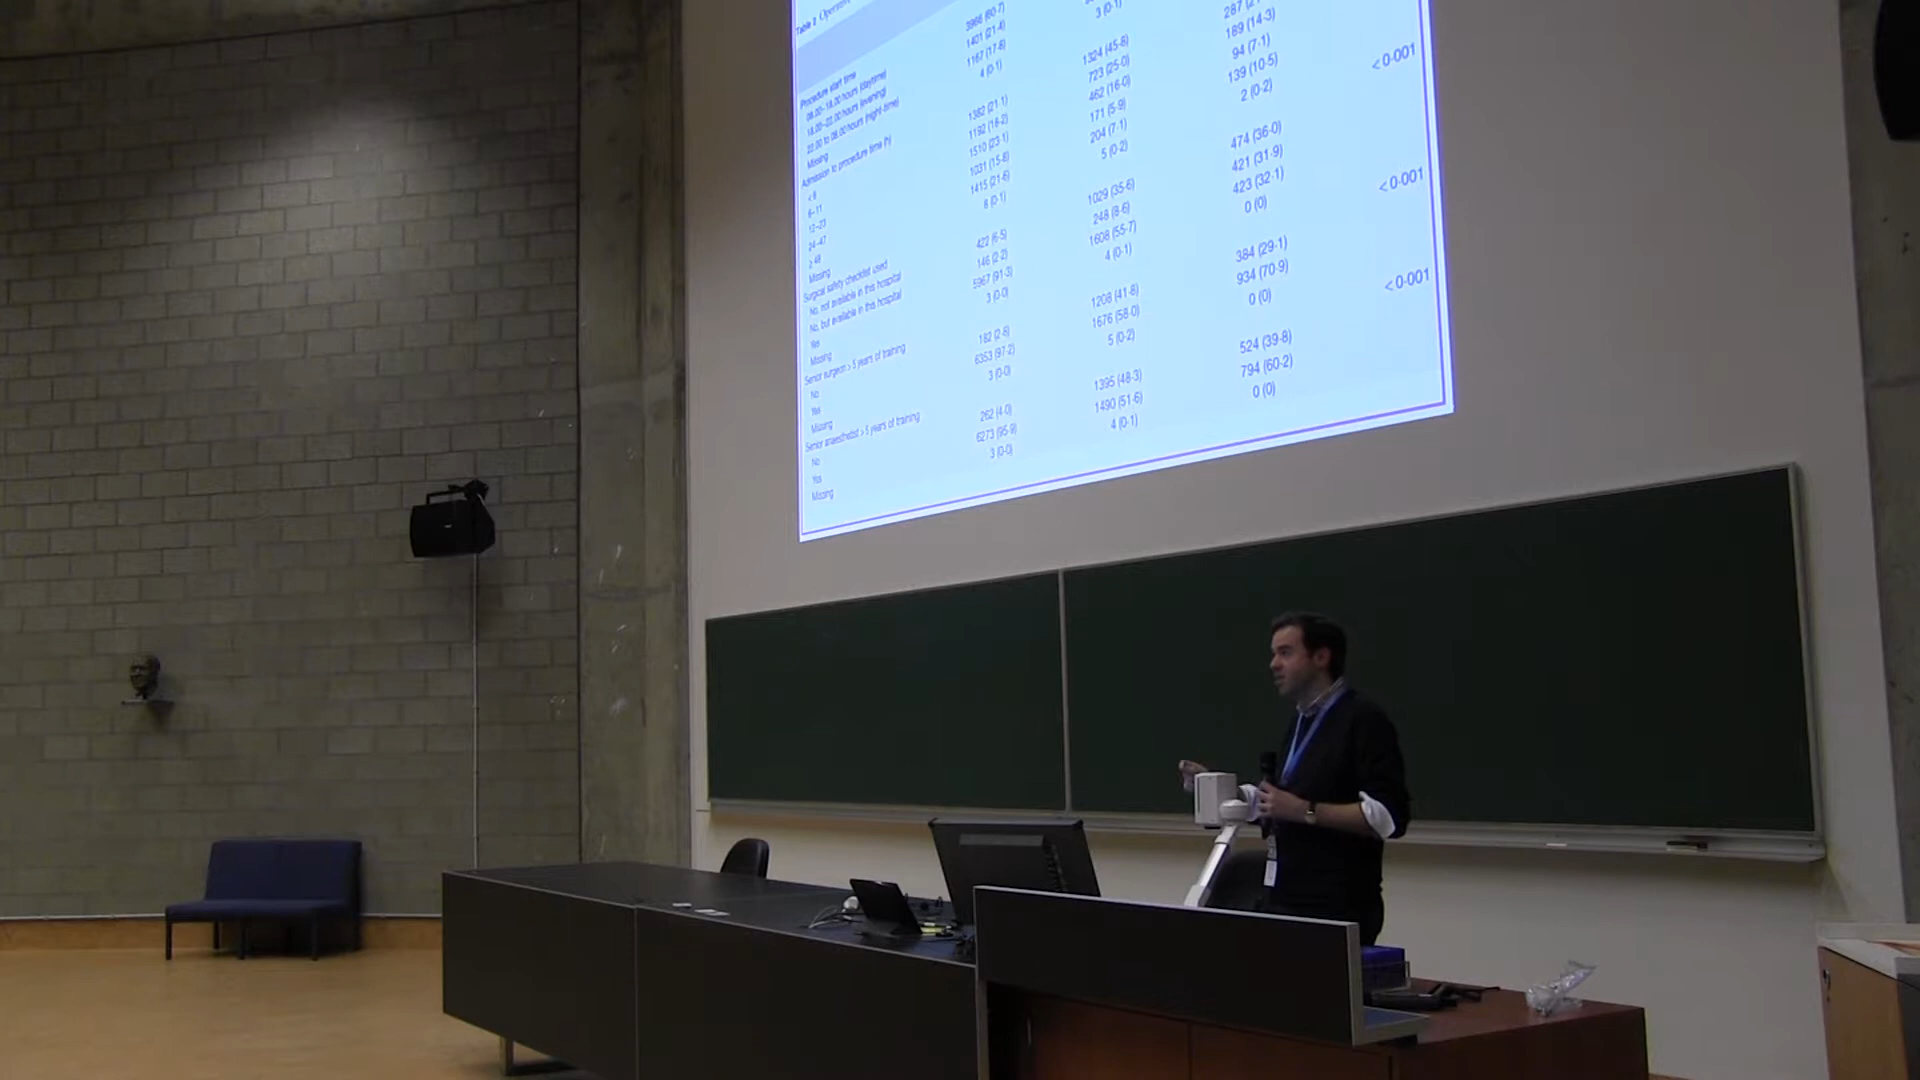 Table 2 Operative
Procedure start time
08.00–18.00 hours (daytime) 3966 (60·7)
18.00–22.00 hours (evening) 1401 (21·4)
22.00 to 08.00 hours (night-time) 1167 (17·8)
Missing 4 (0·1) 3 (0·1)
Admission to procedure time (h)
< 6 1382 (21·1) 1324 (45·8)
6–11 1192 (18·2) 723 (25·0) 287
12–23 1510 (23·1) 462 (16·0) 189 (14·3)
24–47 1031 (15·8) 171 (5·9) 94 (7·1)
≥ 48 1415 (21·6) 204 (7·1) 139 (10·5)
Missing 8 (0·1) 5 (0·2) 2 (0·2)
Surgical safety checklist used < 0·001
No, not available in this hospital 422 (6·5) 1029 (35·6) 474 (36·0)
No, but available in this hospital 146 (2·2) 248 (8·6) 421 (31·9)
Yes 5967 (91·3) 1608 (55·7) 423 (32·1)
Missing 3 (0·0) 4 (0·1) 0 (0)
Senior surgeon > 5 years of training < 0·001
No 182 (2·8) 1208 (41·8) 384 (29·1)
Yes 6353 (97·2) 1676 (58·0) 934 (70·9)
Missing 3 (0·0) 5 (0·2) 0 (0)
Senior anaesthetist > 5 years of training < 0·001
No 262 (4·0) 1395 (48·3) 524 (39·8)
Yes 6273 (95·9) 1490 (51·6) 794 (60·2)
Missing 3 (0·0) 4 (0·1) 0 (0)